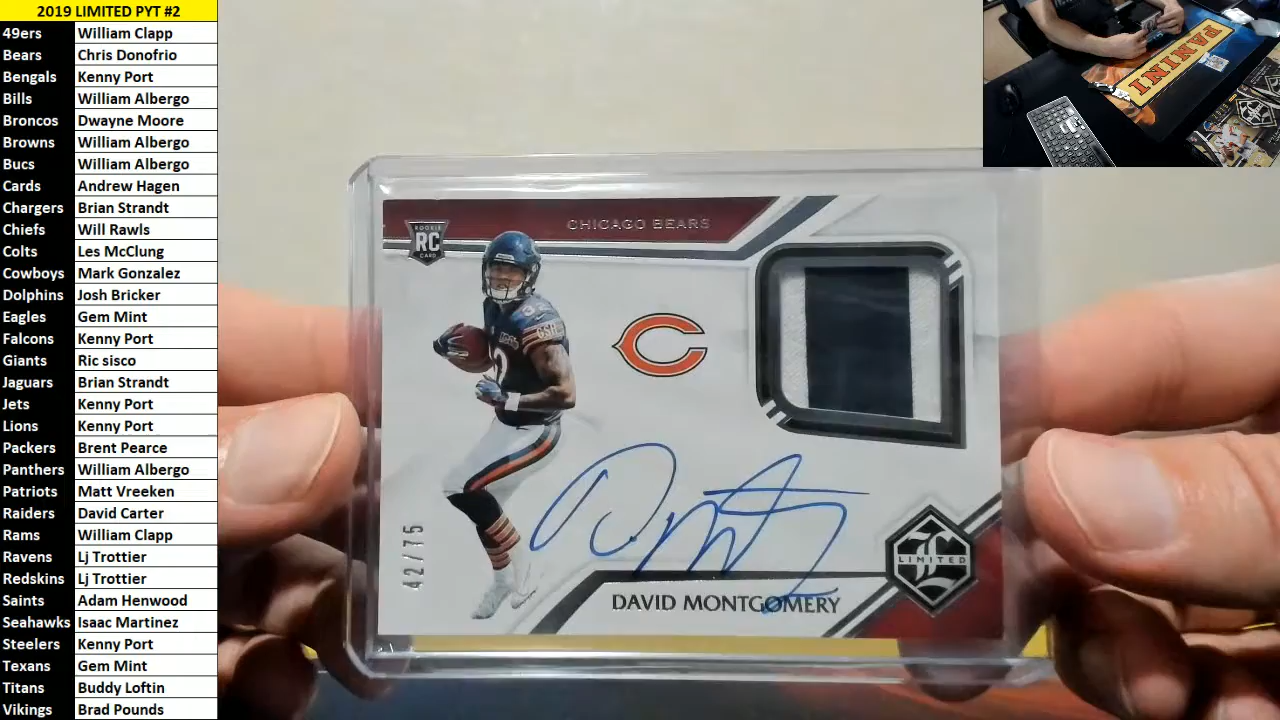 2019 LIMITED PYT #2
49ers William Clapp
Bears Chris Donofrio
Bengals Kenny Port
Bills William Albergo
Broncos Dwayne Moore
Browns William Albergo
Bucs William Albergo
Cards Andrew Hagen
Chargers Brian Strandt
Chiefs Will Rawls
Colts Les McClung
Cowboys Mark Gonzalez
Dolphins Josh Bricker
Eagles Gem Mint
Falcons Kenny Port
Giants Ric sisco
Jaguars Brian Strandt
Jets Kenny Port
Lions Kenny Port
Packers Brent Pearce
Panthers William Albergo
Patriots Matt Vreeken
Raiders David Carter
Rams William Clapp
Ravens Lj Trottier
Redskins Lj Trottier
Saints Adam Henwood
Seahawks Isaac Martinez
Steelers Kenny Port
Texans Gem Mint
Titans Buddy Loftin
Vikings Brad Pounds
PANINI
CHICAGO BEARS
ROOKIE
RC
CARD
GSH
42/75
LIMITED
DAVID MONTGOMERY